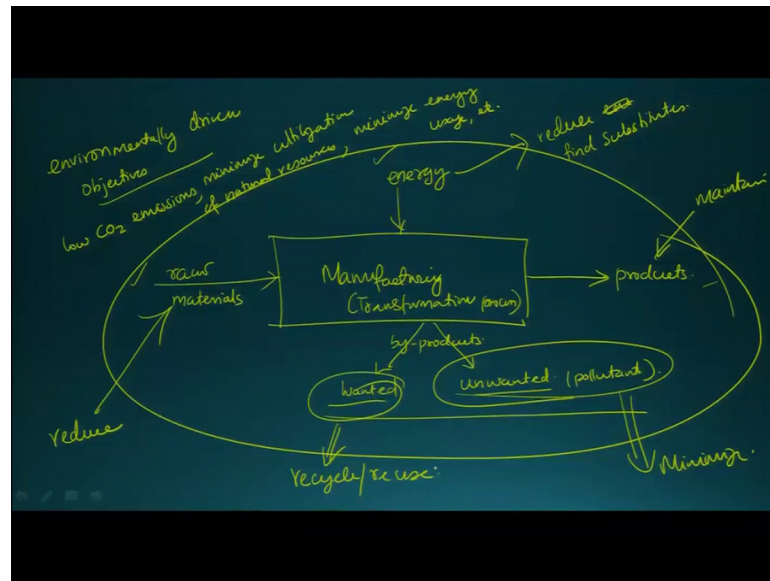 environmentally driven
Objectives
low CO2 emissions, minimize utilization
of natural resources, minimize energy
usage, etc.
reduce
find substitutes.
energy
maintain
raw
materials
Manufacturing
(Transformation process)
products.
by-products.
wanted
unwanted. (pollutant).
reduce
recycle/reuse.
Minimize.